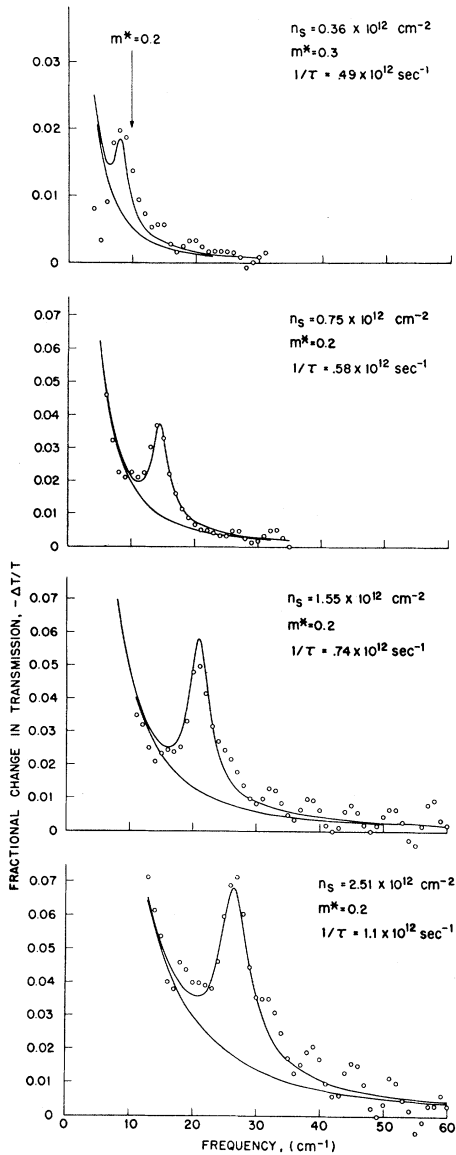 m*=0.2
n_s = 0.36 x 10^12 cm^-2
m*=0.3
1/τ = .49 x 10^12 sec^-1
0.03
0.02
0.01
0
0
20
40
60
n_s = 0.75 x 10^12 cm^-2
m*=0.2
1/τ = .58 x 10^12 sec^-1
0.07
0.06
0.05
0.04
0.03
0.02
0.01
0
FRACTIONAL CHANGE IN TRANSMISSION, -ΔT/T
n_s = 1.55 x 10^12 cm^-2
m*=0.2
1/τ = .74 x 10^12 sec^-1
0.07
0.06
0.05
0.04
0.03
0.02
0.01
0
n_s = 2.51 x 10^12 cm^-2
m*=0.2
1/τ = 1.1 x 10^12 sec^-1
0.07
0.06
0.05
0.04
0.03
0.02
0.01
0
0
10
20
30
40
50
60
FREQUENCY, (cm^-1)